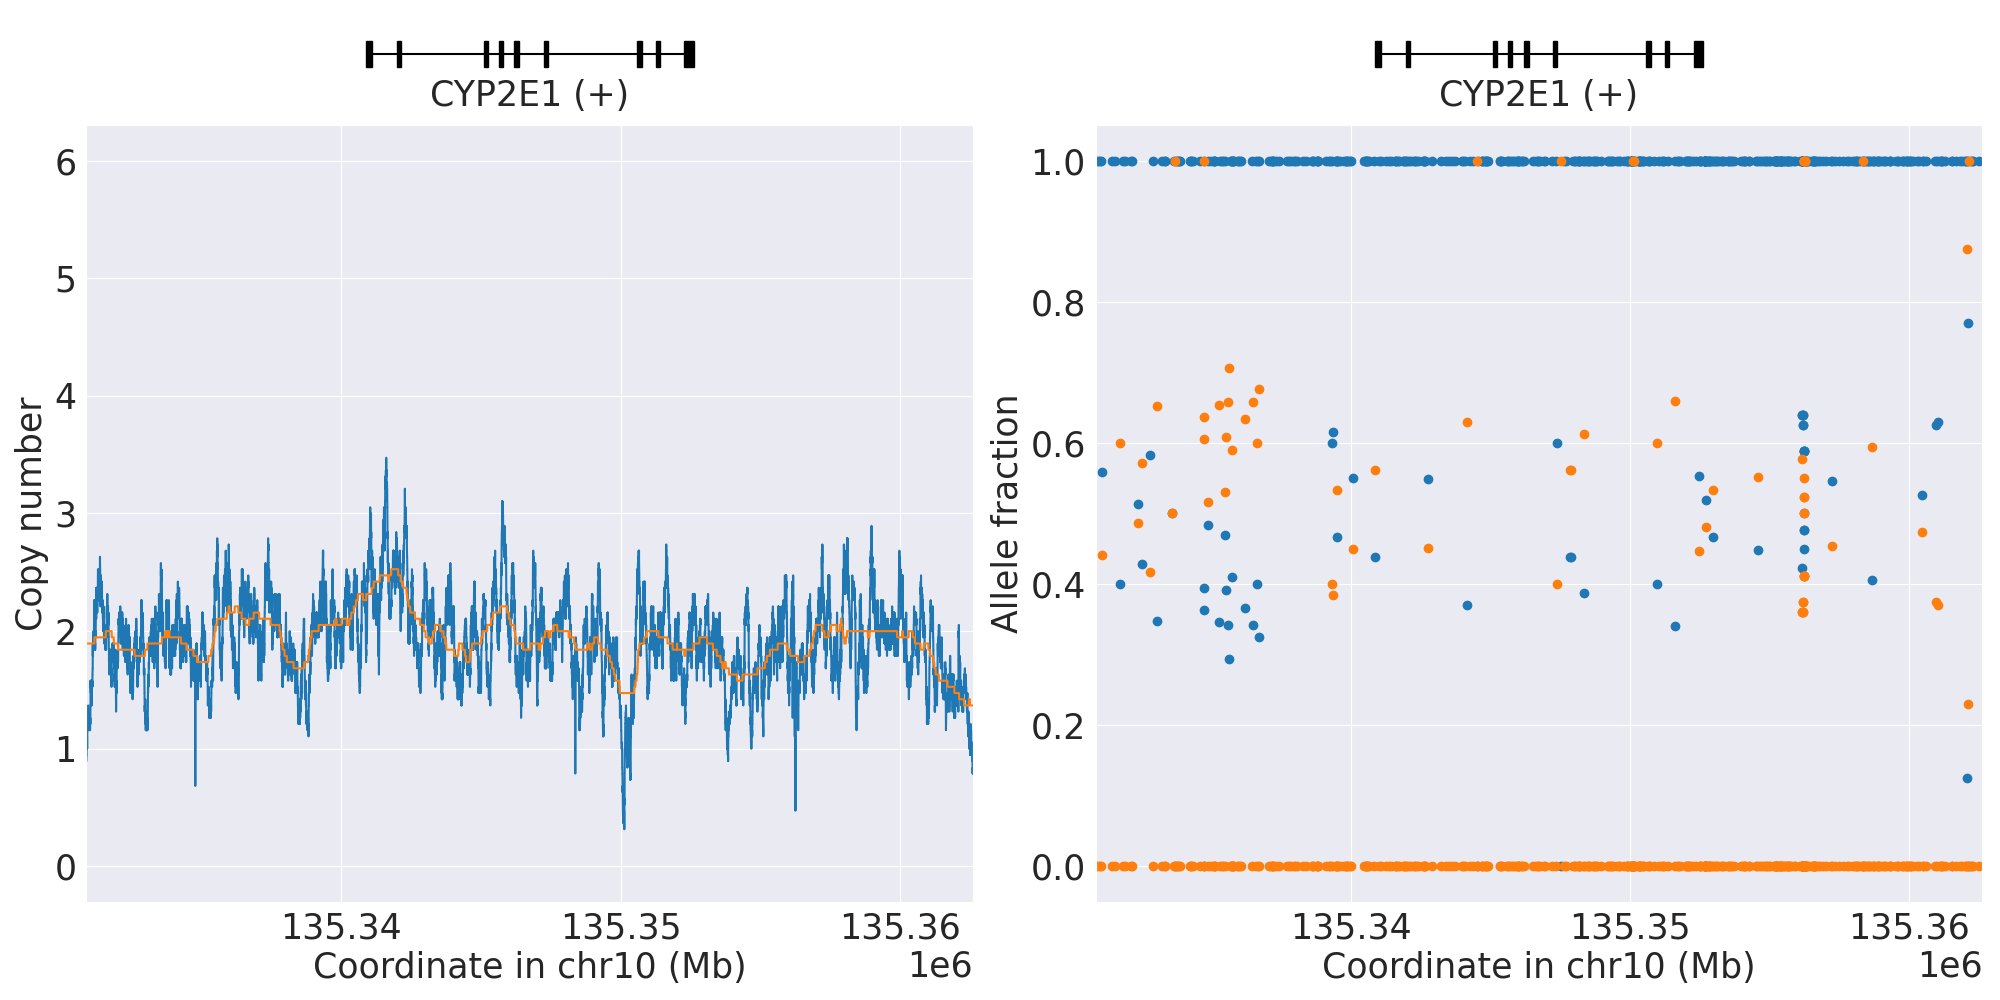 CYP2E1 (+)
6
5
4
3
2
1
0
Copy number
135.34 135.35 135.36
Coordinate in chr10 (Mb)
1e6
CYP2E1 (+)
1.0
0.8
0.6
0.4
0.2
0.0
Allele fraction
135.34 135.35 135.36
Coordinate in chr10 (Mb)
1e6